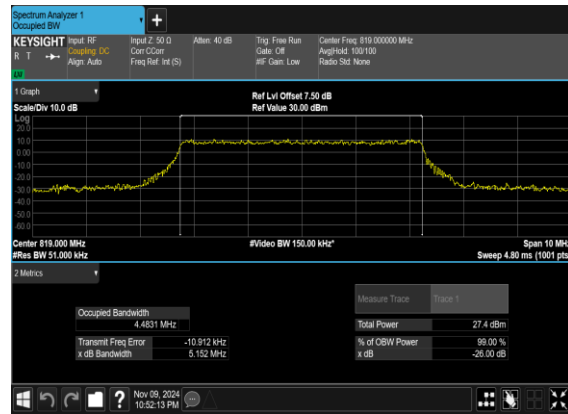 Spectrum Analyzer 1
Occupied BW
KEYSIGHT Input: RF Input Z: 50 Ω Atten: 40 dB Trig: Free Run Center Freq: 819.000000 MHz
R T Coupling: DC Corr CCorr Gate: Off Avg|Hold: 100/100
Align: Auto Freq Ref: Int (S) #IF Gain: Low Radio Std: None
1 Graph
Ref Lvl Offset 7.50 dB
Scale/Div 10.0 dB Ref Value 30.00 dBm
Log
20.0
10.0
0.00
-10.0
-20.0
-30.0
-40.0
-50.0
-60.0
Center 819.000 MHz #Video BW 150.00 kHz* Span 10 MHz
#Res BW 51.000 kHz Sweep 4.80 ms (1001 pts)
2 Metrics
Measure Trace Trace 1
Occupied Bandwidth
4.4831 MHz Total Power 27.4 dBm
Transmit Freq Error -10.912 kHz % of OBW Power 99.00 %
x dB Bandwidth 5.152 MHz x dB -26.00 dB
? Nov 09, 2024
10:52:13 PM